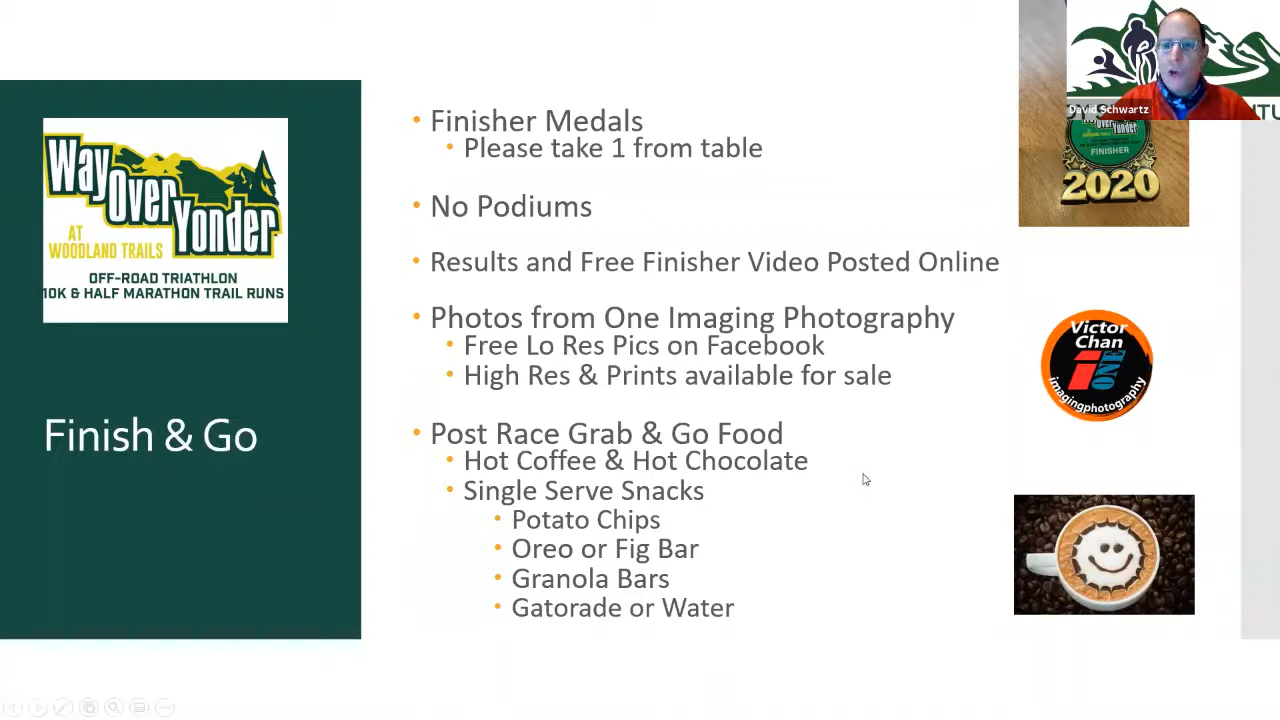 Way
Over
Yonder
AT
WOODLAND TRAILS
OFF-ROAD TRIATHLON
10K & HALF MARATHON TRAIL RUNS
Finish & Go
• Finisher Medals
• Please take 1 from table
• No Podiums
• Results and Free Finisher Video Posted Online
• Photos from One Imaging Photography
• Free Lo Res Pics on Facebook
• High Res & Prints available for sale
• Post Race Grab & Go Food
• Hot Coffee & Hot Chocolate
• Single Serve Snacks
• Potato Chips
• Oreo or Fig Bar
• Granola Bars
• Gatorade or Water
David Schwartz
Over Yonder
FINISHER
2020
Victor
Chan
i ONE
imagingphotography